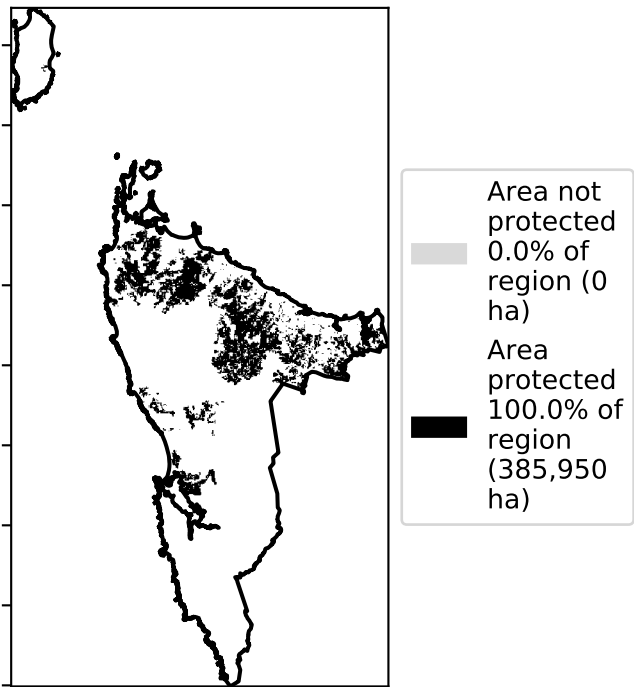 Area not
protected
0.0% of
region (0
ha)
Area
protected
100.0% of
region
(385,950
ha)